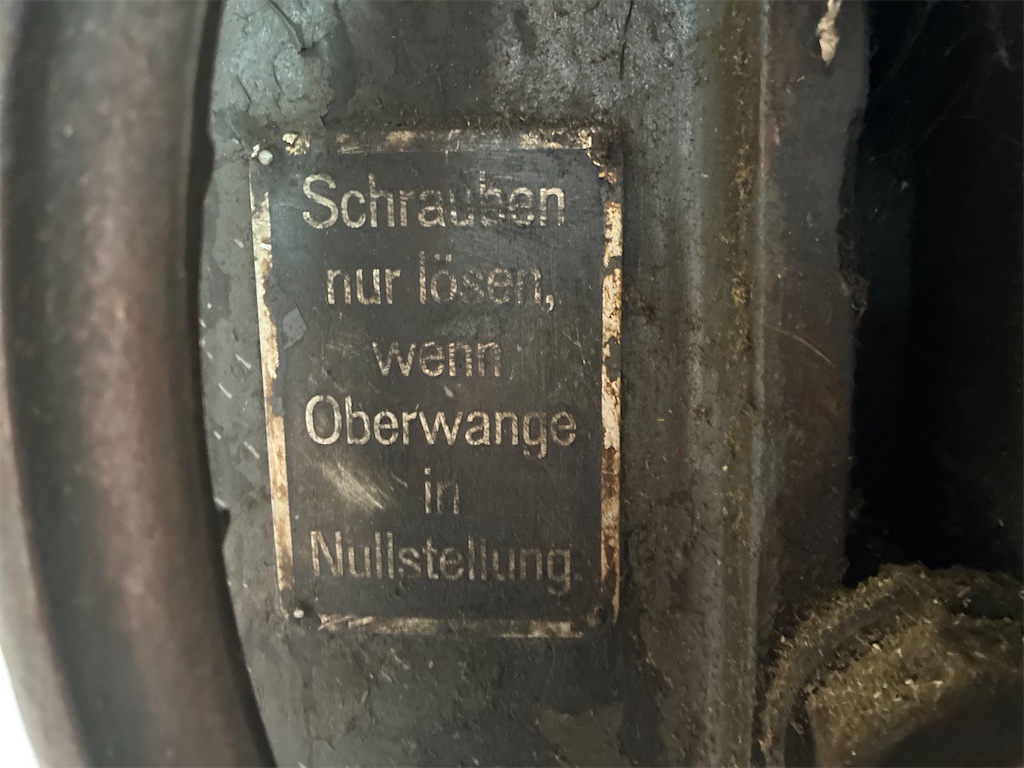 Schrauben
nur lösen,
wenn
Oberwange
in
Nullstellung.